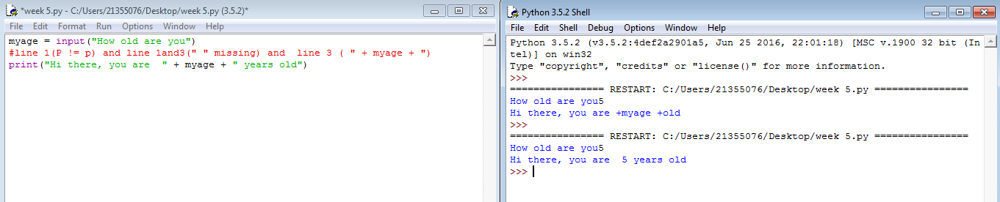 *week 5.py - C:/Users/21355076/Desktop/week 5.py (3.5.2)*
File Edit Format Run Options Window Help
myage = input("How old are you")
#line 1(P != p) and line 1and3(" " missing) and  line 3 ( " + myage + ")
print("Hi there, you are  " + myage + " years old")
Python 3.5.2 Shell
File Edit Shell Debug Options Window Help
Python 3.5.2 (v3.5.2:4def2a2901a5, Jun 25 2016, 22:01:18) [MSC v.1900 32 bit (In
tel)] on win32
Type "copyright", "credits" or "license()" for more information.
>>>
================ RESTART: C:/Users/21355076/Desktop/week 5.py ================
How old are you5
Hi there, you are +myage +old
>>>
================ RESTART: C:/Users/21355076/Desktop/week 5.py ================
How old are you5
Hi there, you are  5 years old
>>>